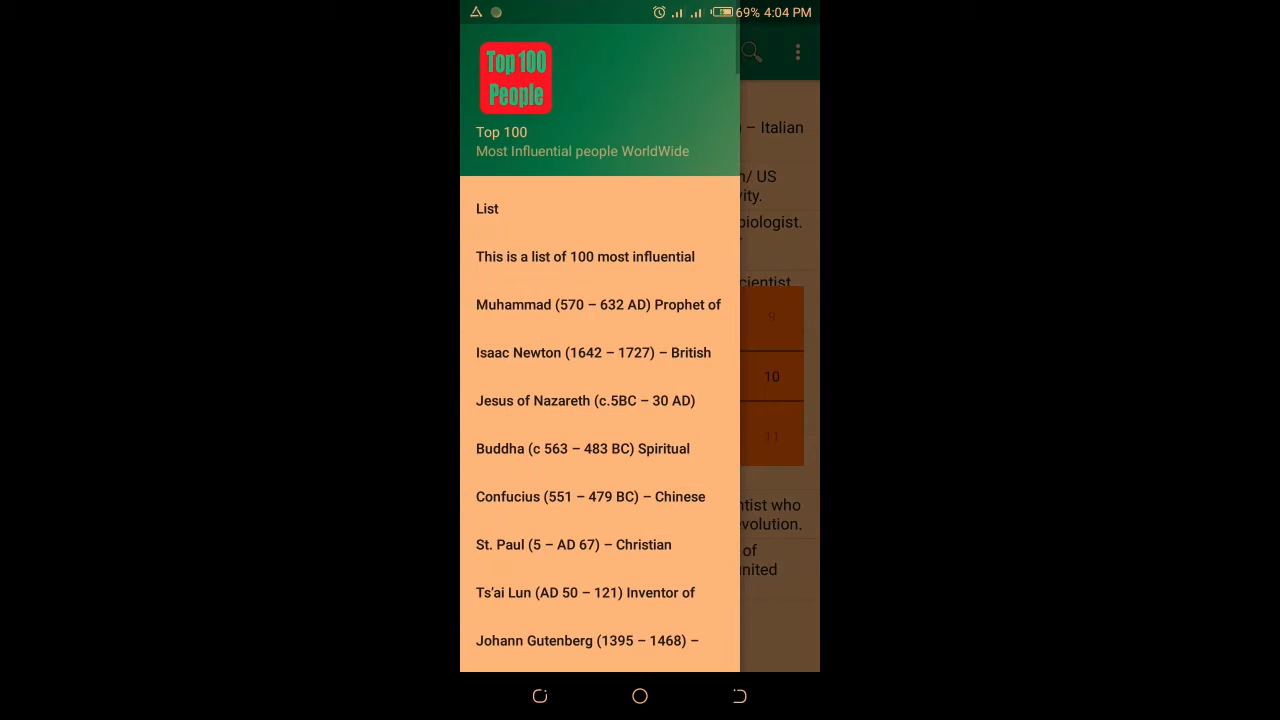 69% 4:04 PM
Top 100
People
Top 100
Most Influential people WorldWide
List
This is a list of 100 most influential
Muhammad (570 – 632 AD) Prophet of
Isaac Newton (1642 – 1727) – British
Jesus of Nazareth (c.5BC – 30 AD)
Buddha (c 563 – 483 BC) Spiritual
Confucius (551 – 479 BC) – Chinese
St. Paul (5 – AD 67) – Christian
Ts’ai Lun (AD 50 – 121) Inventor of
Johann Gutenberg (1395 – 1468) –
) – Italian
/ US
biologist.
9
10
11
ntist who
evolution.
of